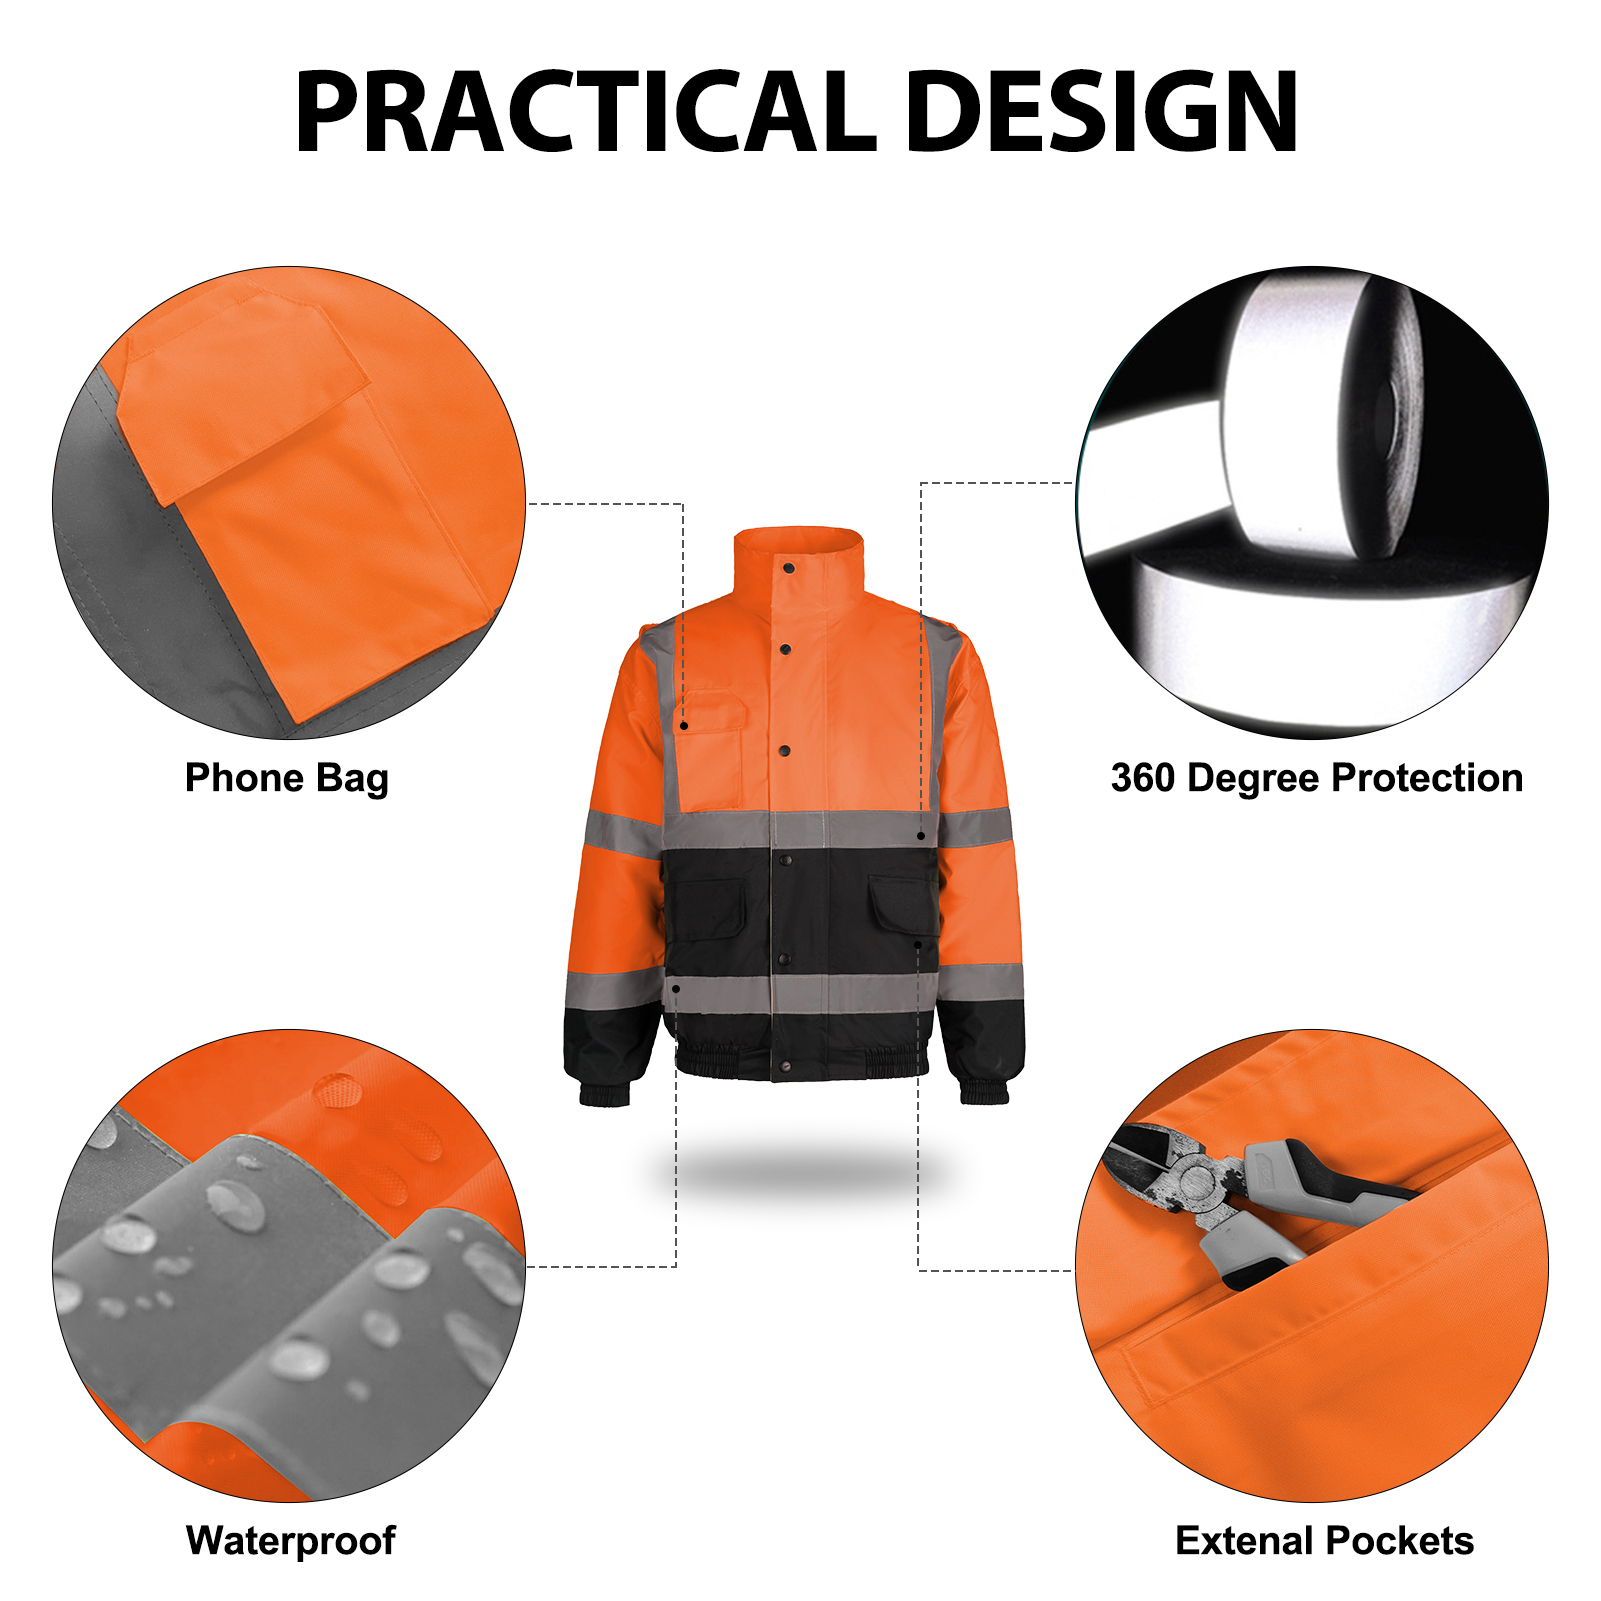 PRACTICAL DESIGN
Phone Bag
360 Degree Protection
Waterproof
Extenal Pockets